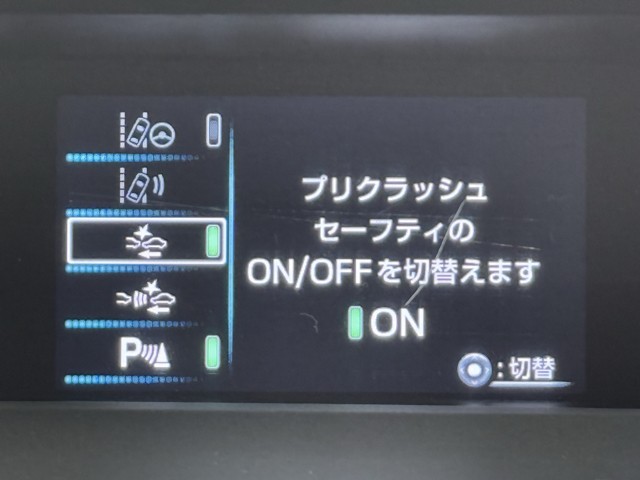 プリクラッシュ
セーフティの
ON/OFFを切替えます
ON
P
:切替